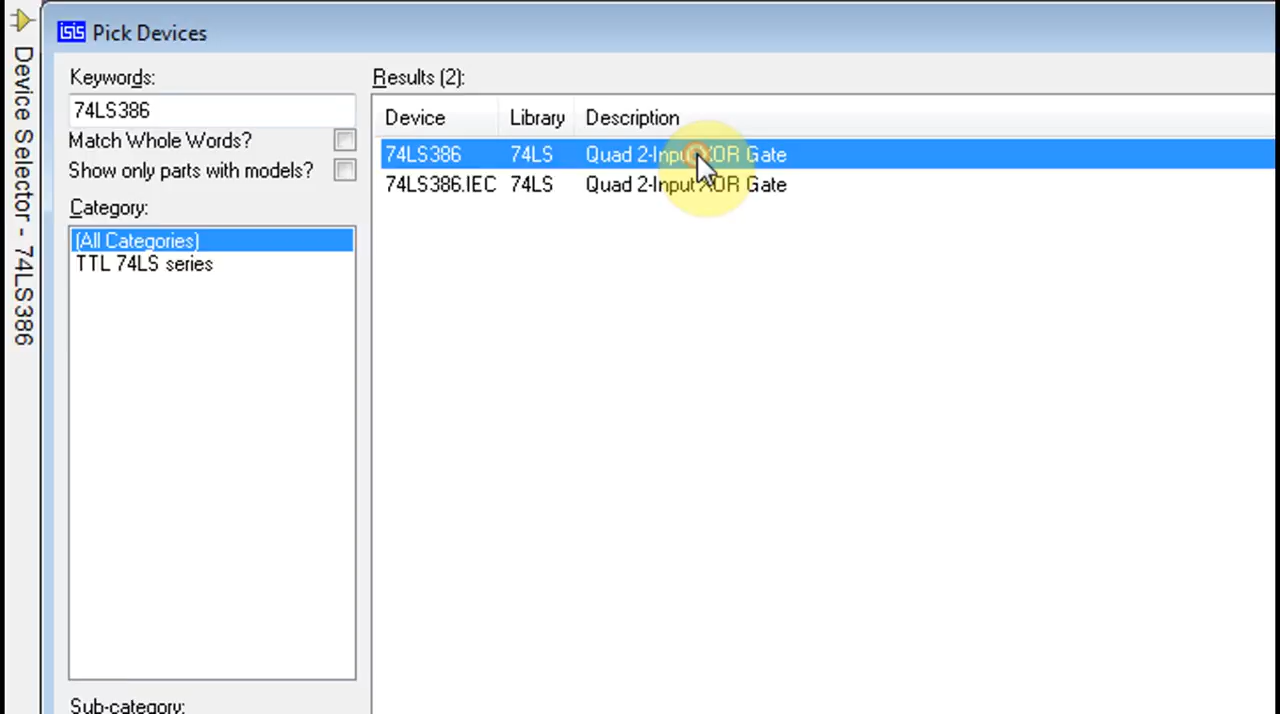 Device Selector - 74LS386
isis Pick Devices
Keywords:
74LS386
Match Whole Words?
Show only parts with models?
Category:
(All Categories)
TTL 74LS series
Sub-category:
Results (2):
Device Library Description
74LS386 74LS Quad 2-Input XOR Gate
74LS386.IEC 74LS Quad 2-Input XOR Gate